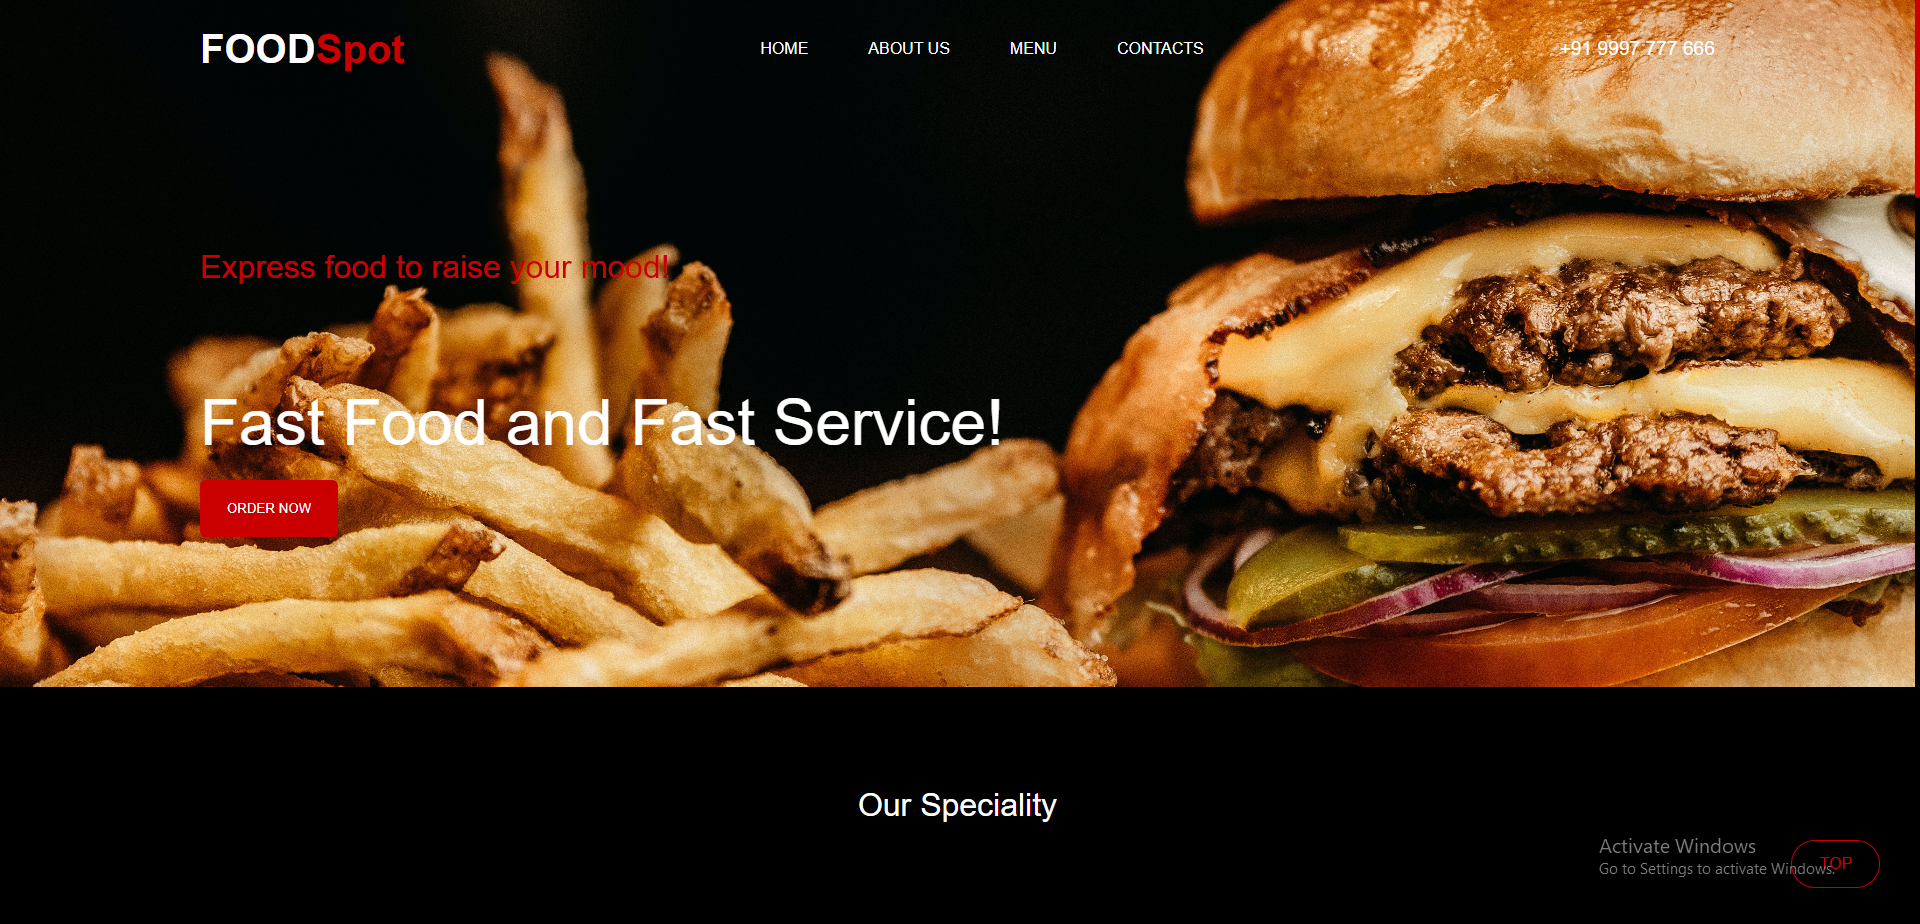 FOODSpot
HOME ABOUT US MENU CONTACTS
+91 9997 777 666
Express food to raise your mood!
Fast Food and Fast Service!
ORDER NOW
Our Speciality
Activate Windows
Go to Settings to activate Windows.
TOP